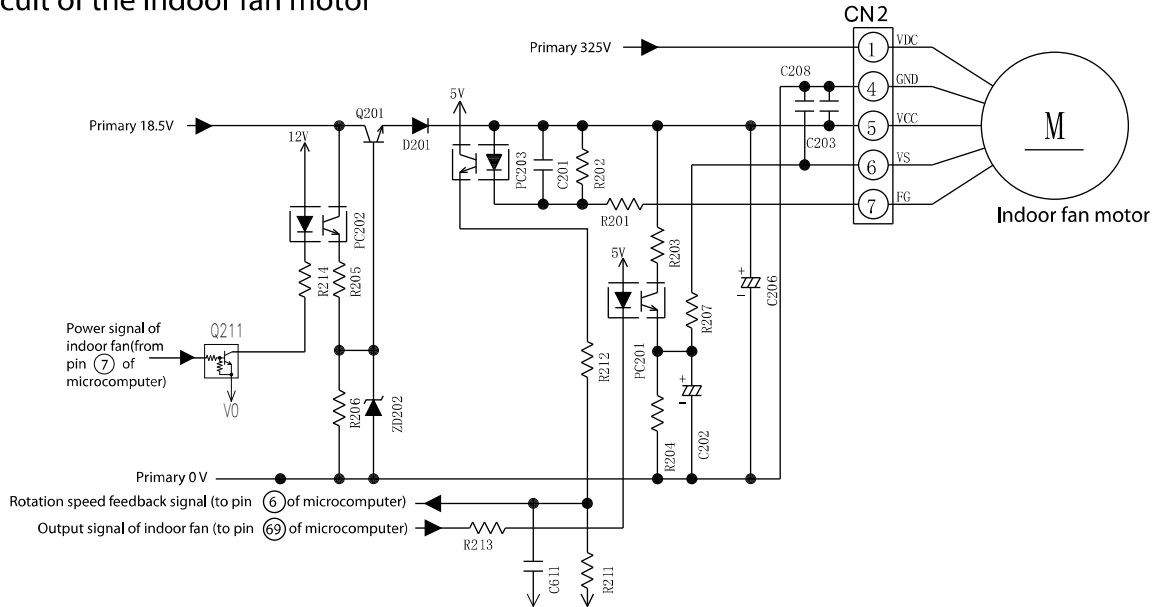 cuit of the indoor fan motor
CN2
Primary 325V
1
VDC
C208
4
GND
5V
Primary 18.5V
Q201
5
VCC
M
12V
D201
C203
PC203
C201
R202
6
VS
7
FG
R201
Indoor fan motor
PC202
R203
5V
R214
R205
+
-
C206
R207
Power signal of
indoor fan(from
pin 7 of
microcomputer)
Q211
R212
PC201
+
-
V0
R206
ZD202
R204
C202
Primary 0 V
Rotation speed feedback signal (to pin 6 of microcomputer)
Output signal of indoor fan (to pin 69 of microcomputer)
R213
C611
R211